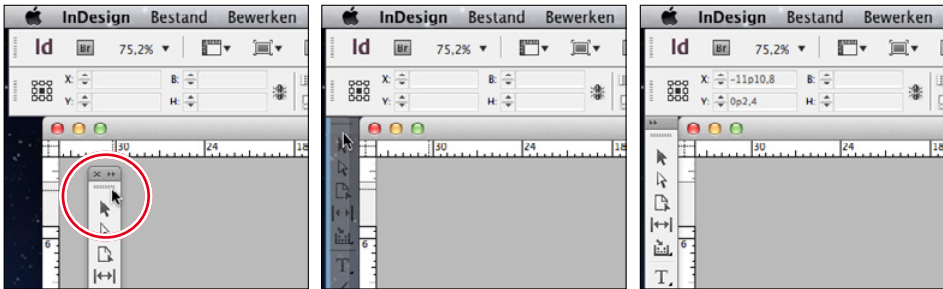 InDesign Bestand Bewerken
Id Br 75,2%
X: B:
Y: H:
30 24 18
6
InDesign Bestand Bewerken
Id Br 75,2%
X: B:
Y: H:
30 24 18
6
T
InDesign Bestand Bewerken
Id Br 75,2%
X: -11p10,8 B:
Y: 0p2,4 H:
30 24 18
6
T